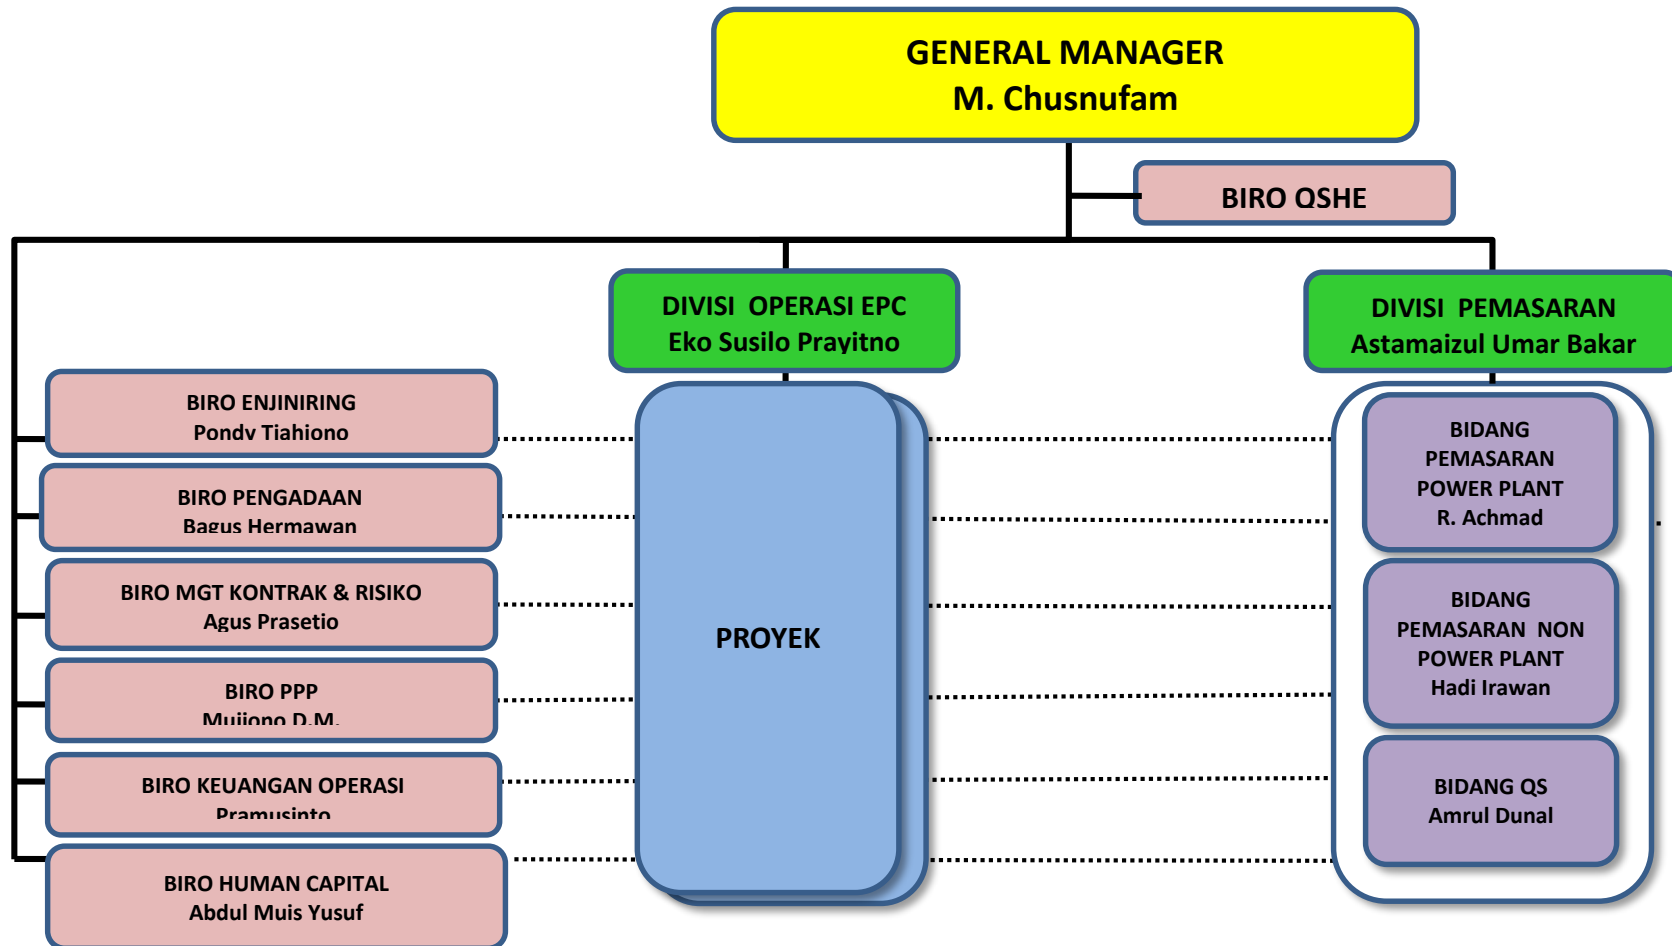 GENERAL MANAGER
M. Chusnufam
BIRO QSHE
DIVISI OPERASI EPC
Eko Susilo Prayitno
DIVISI PEMASARAN
Astamaizul Umar Bakar
BIRO ENJINIRING
Pondy Tjahjono
BIRO PENGADAAN
Bagus Hermawan
BIRO MGT KONTRAK & RISIKO
Agus Prasetio
BIRO PPP
Mujiono D.M.
BIRO KEUANGAN OPERASI
Pramusinto
BIRO HUMAN CAPITAL
Abdul Muis Yusuf
PROYEK
BIDANG
PEMASARAN
POWER PLANT
R. Achmad
BIDANG
PEMASARAN NON
POWER PLANT
Hadi Irawan
BIDANG QS
Amrul Dunal